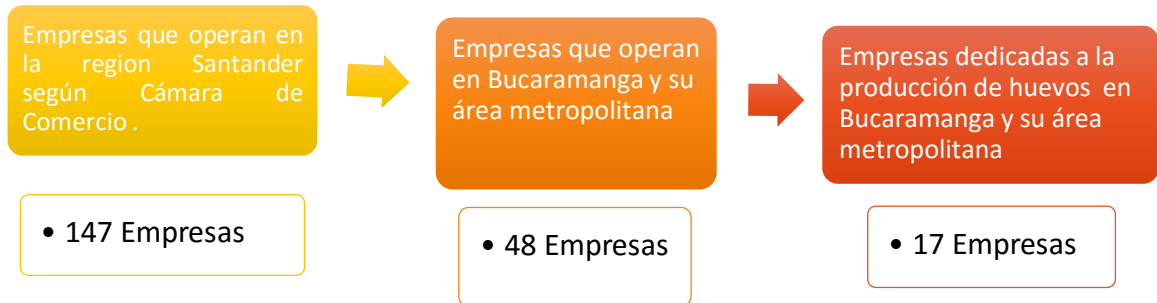 Empresas que operan en
la region Santander
según Cámara de
Comercio .
• 147 Empresas
Empresas que operan
en Bucaramanga y su
área metropolitana
• 48 Empresas
Empresas dedicadas a la
producción de huevos en
Bucaramanga y su área
metropolitana
• 17 Empresas